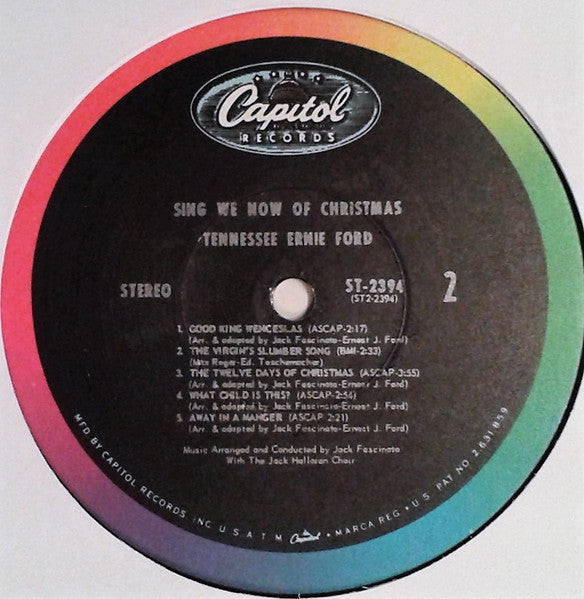 Capitol
RECORDS
SING WE NOW OF CHRISTMAS
TENNESSEE ERNIE FORD
STEREO
ST-2394
(ST2-2394)
2
1. GOOD KING WENCESLAS (ASCAP-2:17)
(Arr. & adapted by Jack Fascinato-Ernest J. Ford)
2. THE VIRGIN'S SLUMBER SONG (BMI-2:33)
(Max Reger-Ed. Teschemacher)
3. THE TWELVE DAYS OF CHRISTMAS (ASCAP-3:55)
(Arr. & adapted by Jack Fascinato-Ernest J. Ford)
4. WHAT CHILD IS THIS? (ASCAP-2:54)
(Arr. & adapted by Jack Fascinato-Ernest J. Ford)
5. AWAY IN A MANGER (ASCAP 2:21)
(Arr. & adapted by Jack Fascinato-Ernest J. Ford)
Music Arranged and Conducted by Jack Fascinato
With The Jack Halloran Choir
MFD BY CAPITOL RECORDS INC U S A T M Capitol • MARCA REG • U S PAT NO 2,631,859